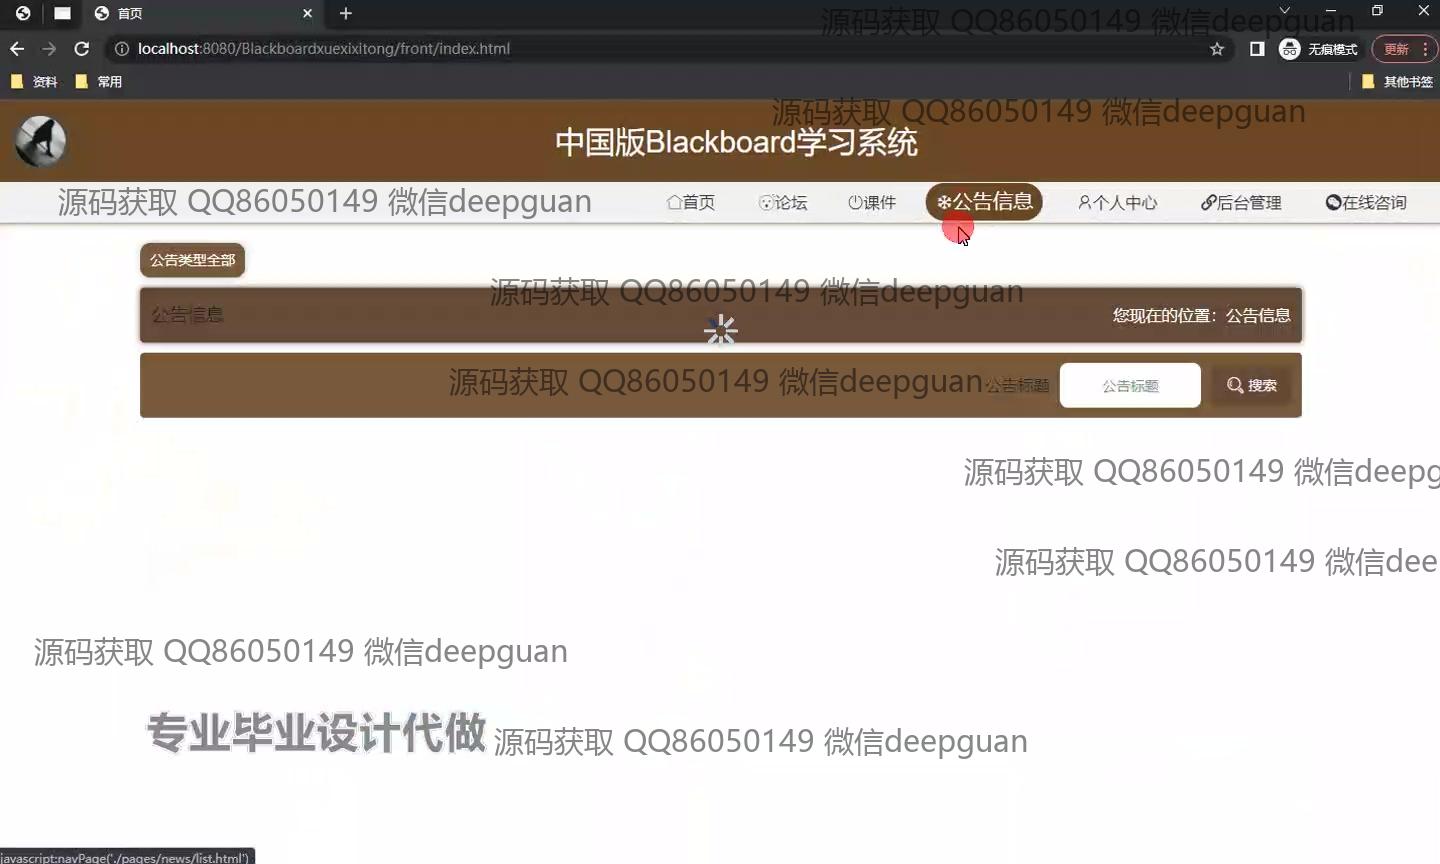 首页
源码获取 QQ86050149 微信deepguan
localhost:8080/Blackboardxuexixitong/front/index.html
无痕模式
更新
资料
常用
其他书签
源码获取 QQ86050149 微信deepguan
中国版Blackboard学习系统
源码获取 QQ86050149 微信deepguan
首页
论坛
课件
公告信息
个人中心
后台管理
在线咨询
公告类型全部
源码获取 QQ86050149 微信deepguan
公告信息
您现在的位置：公告信息
源码获取 QQ86050149 微信deepguan
公告标题
公告标题
搜索
源码获取 QQ86050149 微信deepg
源码获取 QQ86050149 微信dee
源码获取 QQ86050149 微信deepguan
专业毕业设计代做
源码获取 QQ86050149 微信deepguan
javascript:navPage('./pages/news/list.html')